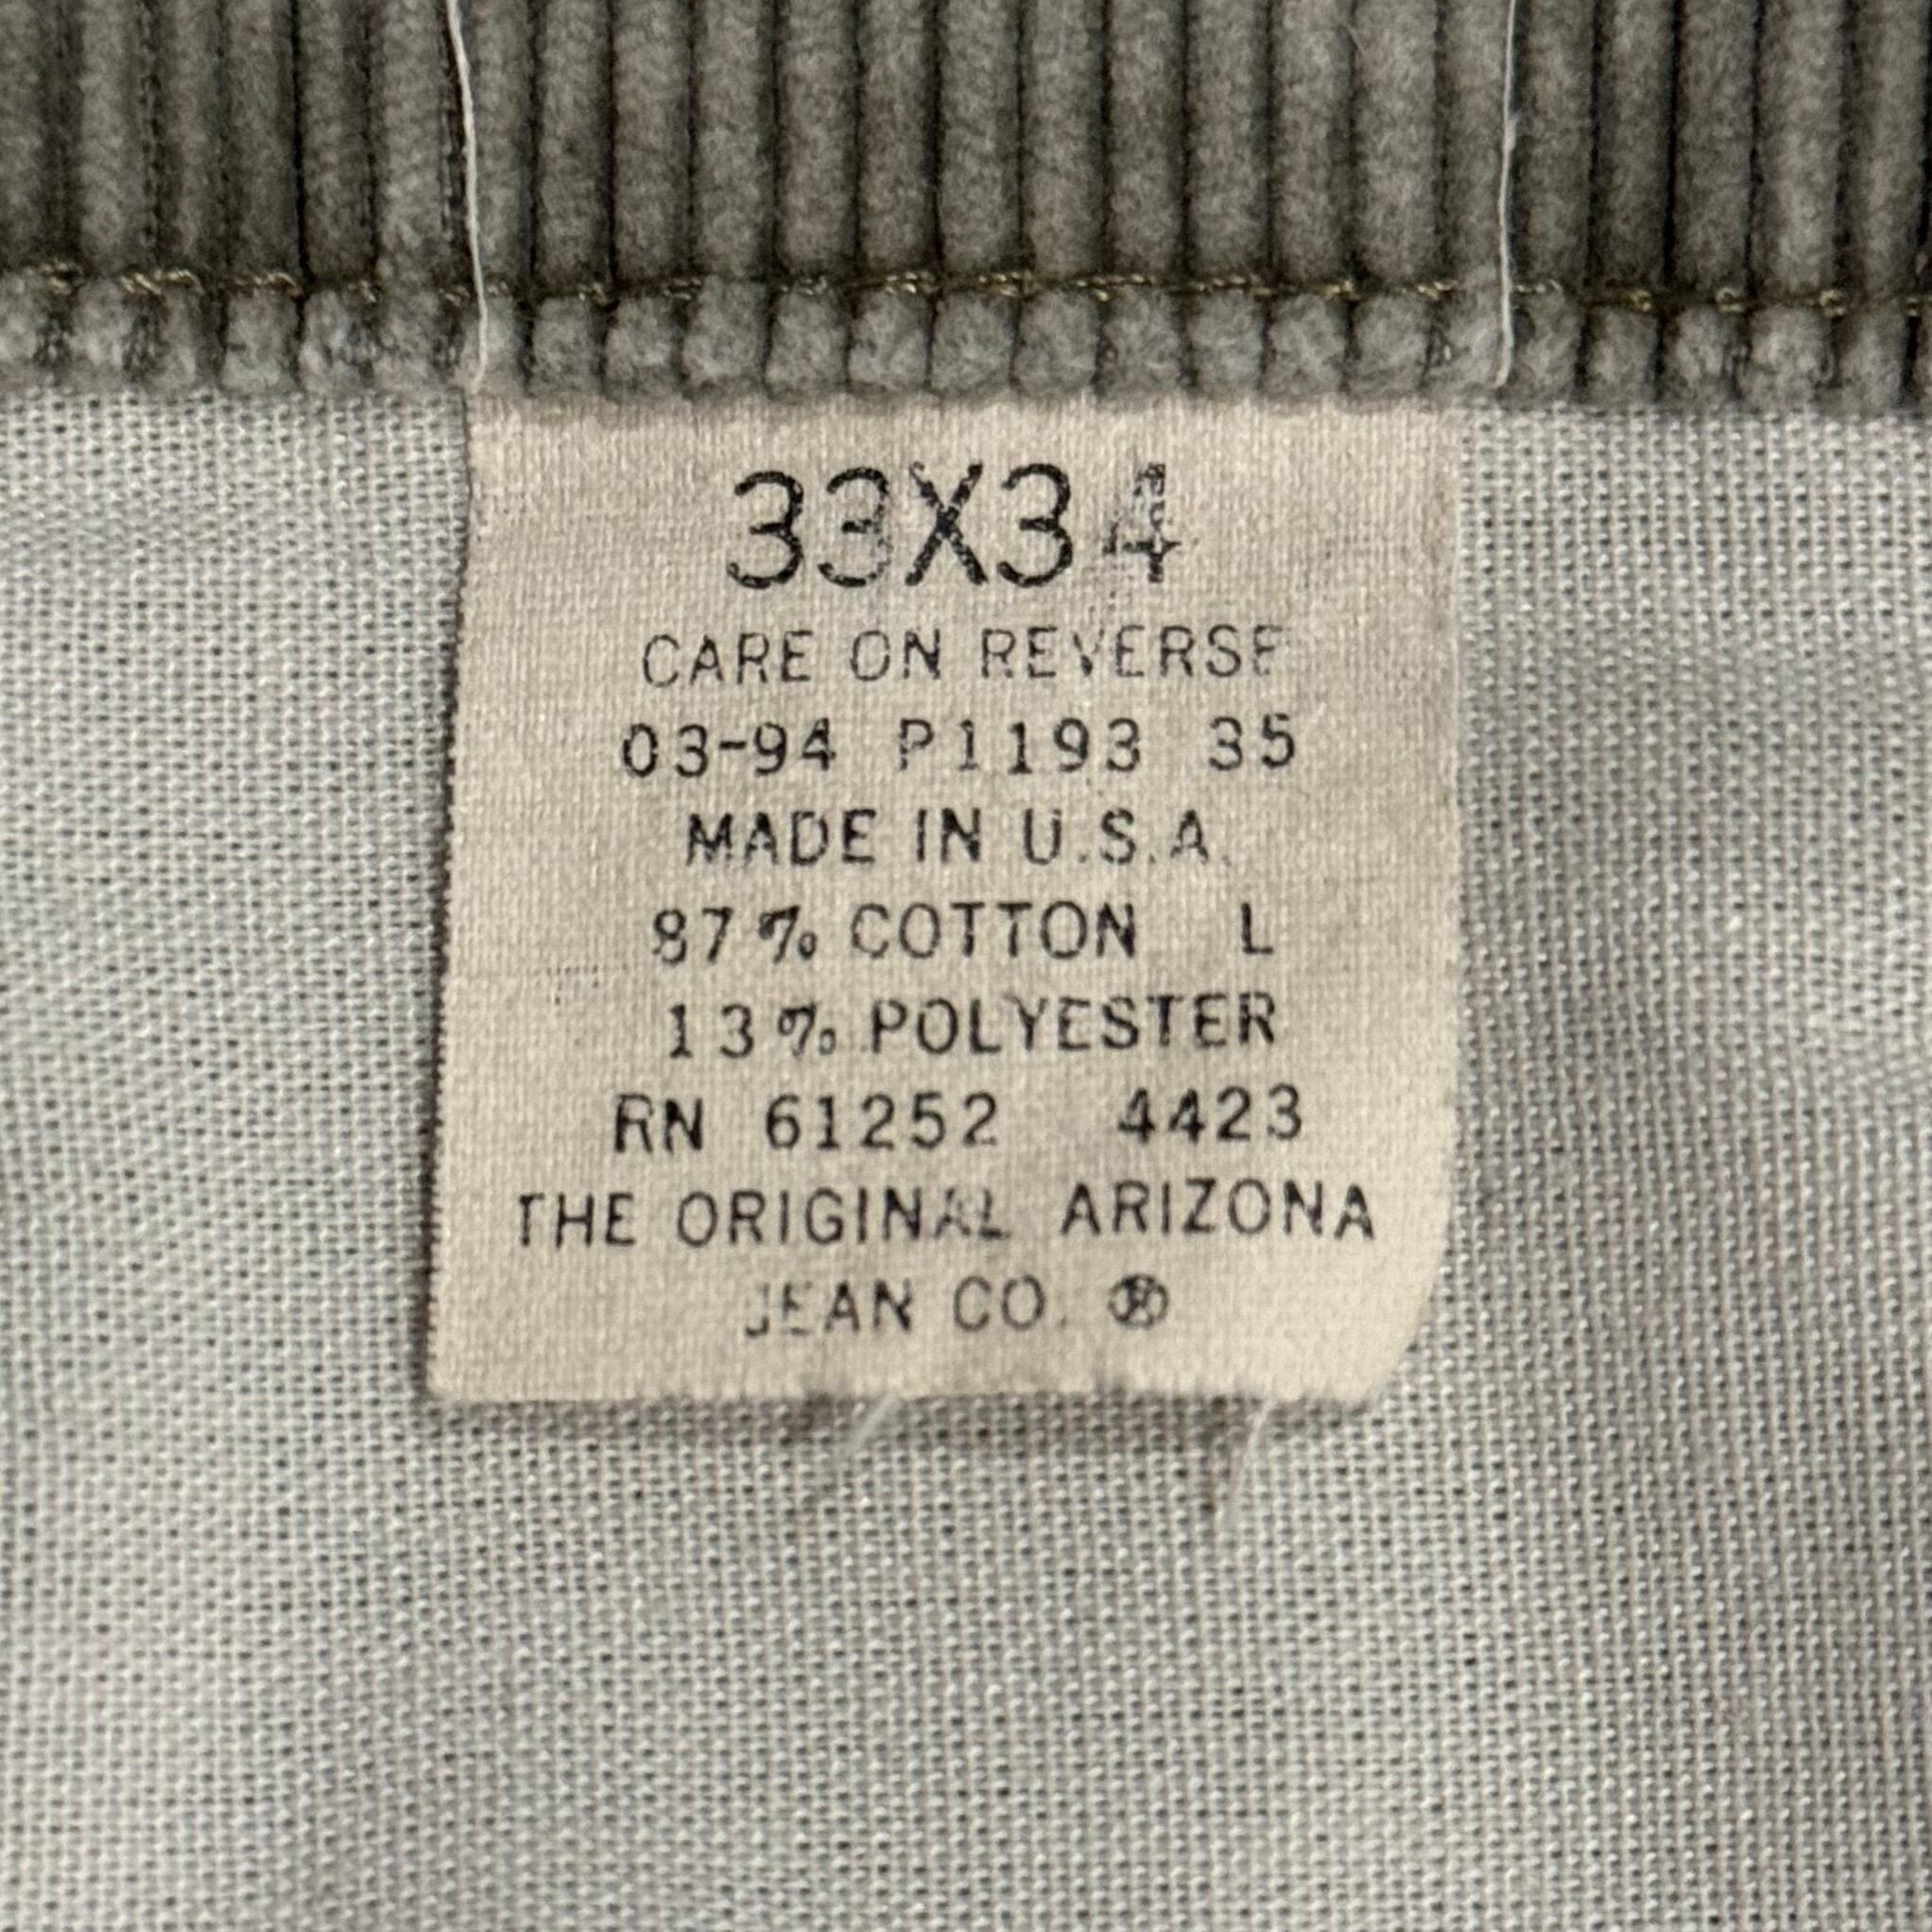 33X34
CARE ON REVERSE
03-94 P1193 35
MADE IN U.S.A.
87% COTTON L
13% POLYESTER
RN 61252 4423
THE ORIGINAL ARIZONA
JEAN CO. ®